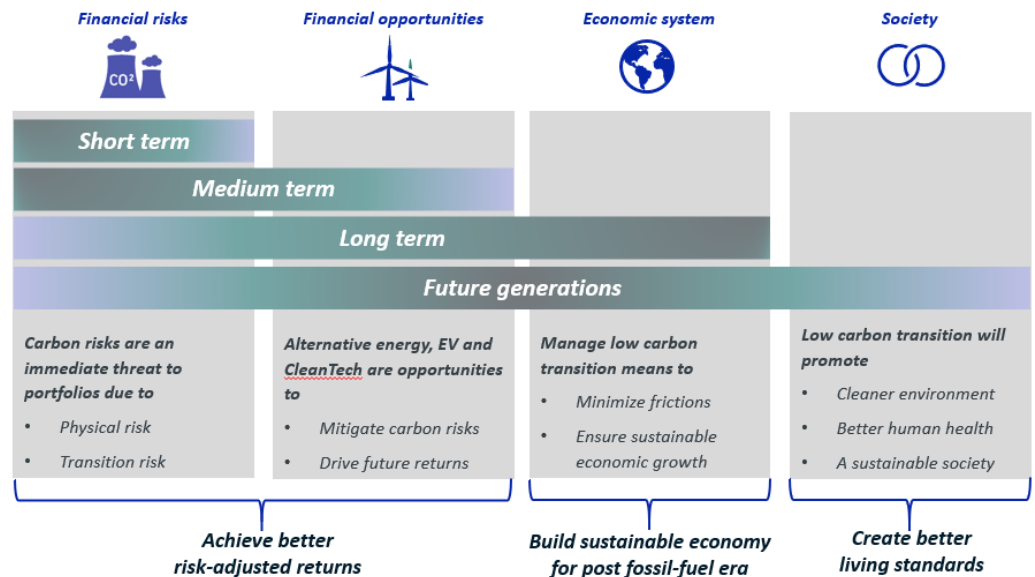 Financial risks
Financial opportunities
Economic system
Society
CO²
Short term
Medium term
Long term
Future generations
Carbon risks are an
immediate threat to
portfolios due to
• Physical risk
• Transition risk
Alternative energy, EV and
CleanTech are opportunities
to
• Mitigate carbon risks
• Drive future returns
Manage low carbon
transition means to
• Minimize frictions
• Ensure sustainable
economic growth
Low carbon transition will
promote
• Cleaner environment
• Better human health
• A sustainable society
Achieve better
risk-adjusted returns
Build sustainable economy
for post fossil-fuel era
Create better
living standards